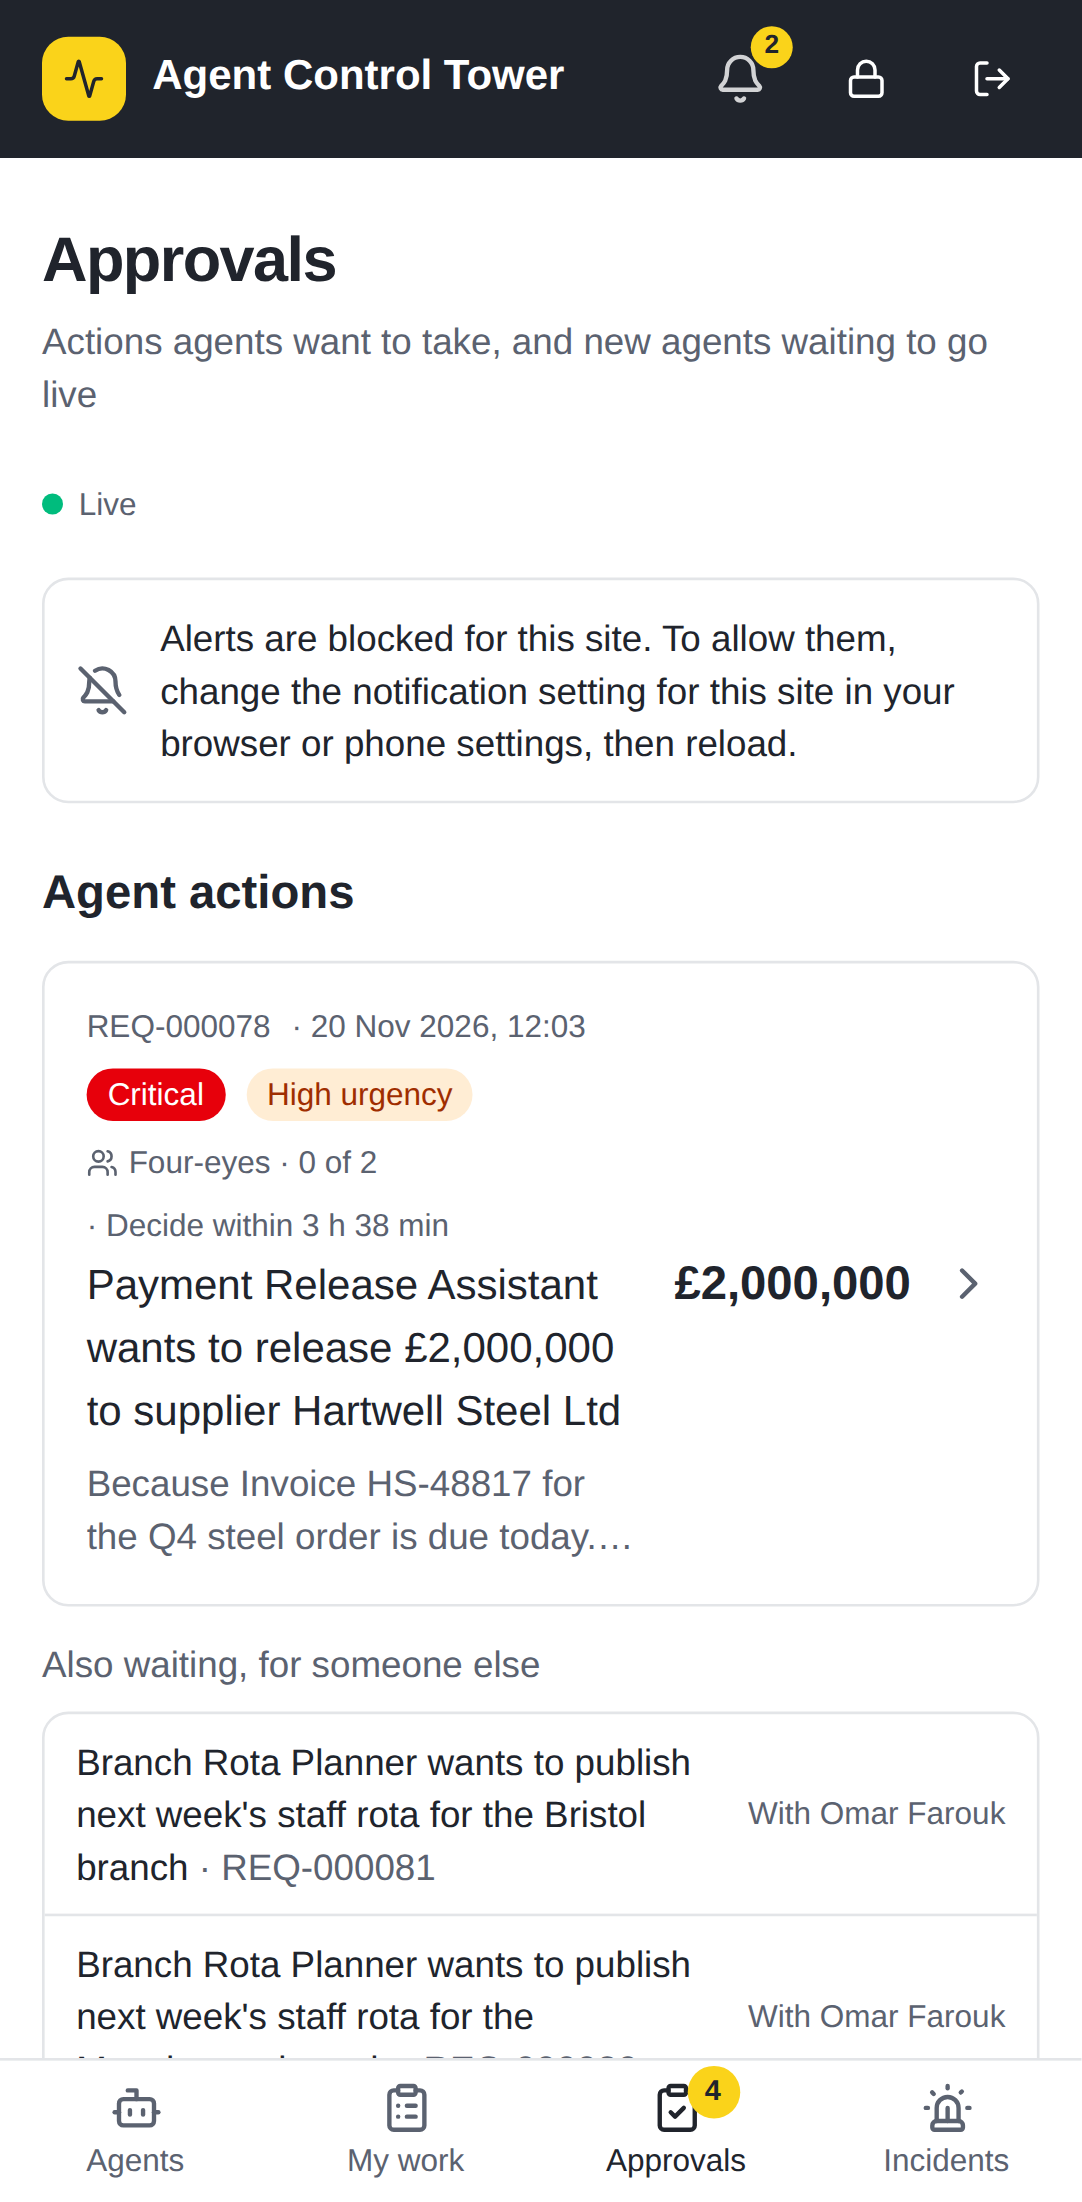 Agent Control Tower
2
Approvals
Actions agents want to take, and new agents waiting to go
live
Live
Alerts are blocked for this site. To allow them,
change the notification setting for this site in your
browser or phone settings, then reload.
Agent actions
REQ-000078 · 20 Nov 2026, 12:03
Critical High urgency
Four-eyes · 0 of 2
· Decide within 3 h 38 min
Payment Release Assistant £2,000,000
wants to release £2,000,000
to supplier Hartwell Steel Ltd
Because Invoice HS-48817 for
the Q4 steel order is due today.…
Also waiting, for someone else
Branch Rota Planner wants to publish
next week's staff rota for the Bristol
branch · REQ-000081
With Omar Farouk
Branch Rota Planner wants to publish
next week's staff rota for the
With Omar Farouk
4
Agents My work Approvals Incidents